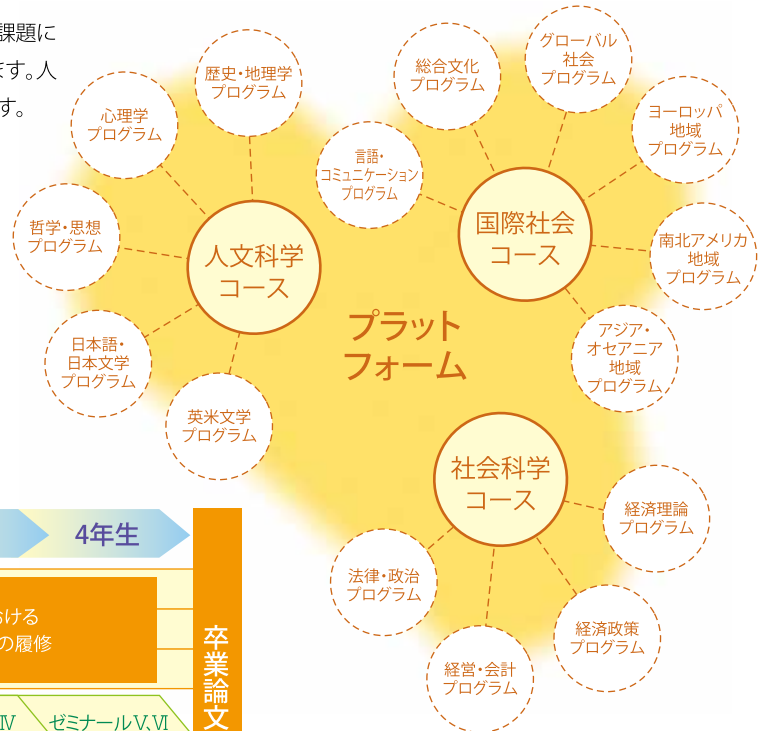 課題に
ます。人
す。
歴史・地理学
プログラム
心理学
プログラム
哲学・思想
プログラム
日本語・
日本文学
プログラム
英米文学
プログラム
人文科学
コース
言語・
コミュニケーション
プログラム
総合文化
プログラム
グローバル
社会
プログラム
ヨーロッパ
地域
プログラム
南北アメリカ
地域
プログラム
アジア・
オセアニア
地域
プログラム
国際社会
コース
プラット
フォーム
社会科学
コース
経済理論
プログラム
経済政策
プログラム
経営・会計
プログラム
法律・政治
プログラム
4年生
おける
の履修
Ⅳ
ゼミナールⅤ、Ⅵ
卒業論文